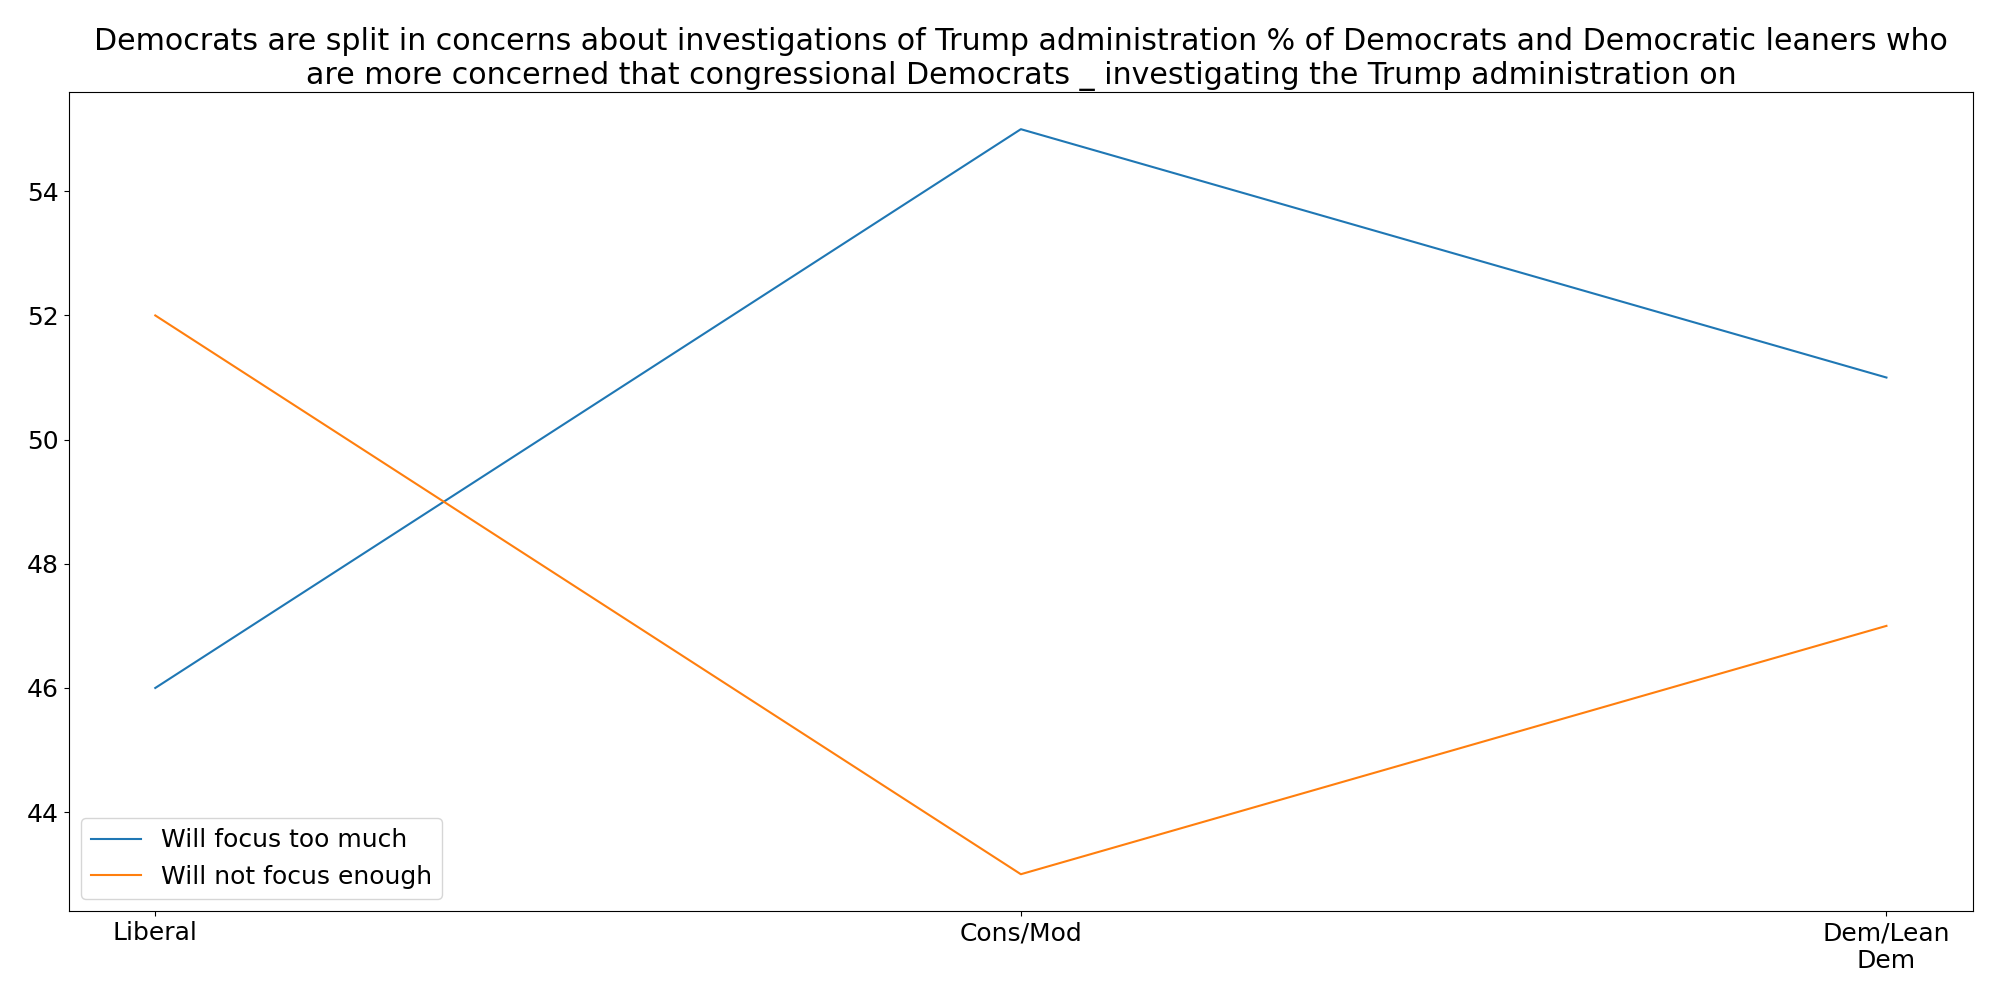 Democrats are split in concerns about investigations of Trump administration % of Democrats and Democratic leaners who
are more concerned that congressional Democrats _ investigating the Trump administration on
54
52
50
48
46
44
Will focus too much
Will not focus enough
Liberal
Cons/Mod
Dem/Lean
Dem